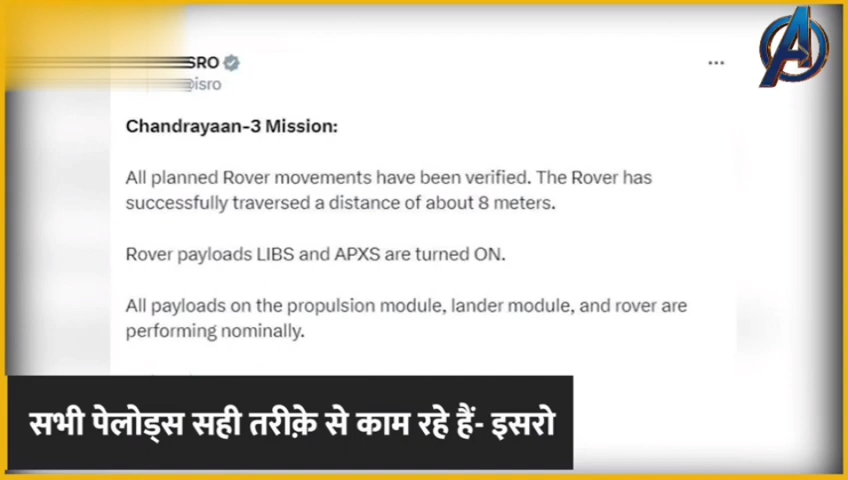 SRO
@isro
Chandrayaan-3 Mission:
All planned Rover movements have been verified. The Rover has
successfully traversed a distance of about 8 meters.
Rover payloads LIBS and APXS are turned ON.
All payloads on the propulsion module, lander module, and rover are
performing nominally.
सभी पेलोड्स सही तरीक़े से काम रहे हैं- इसरो